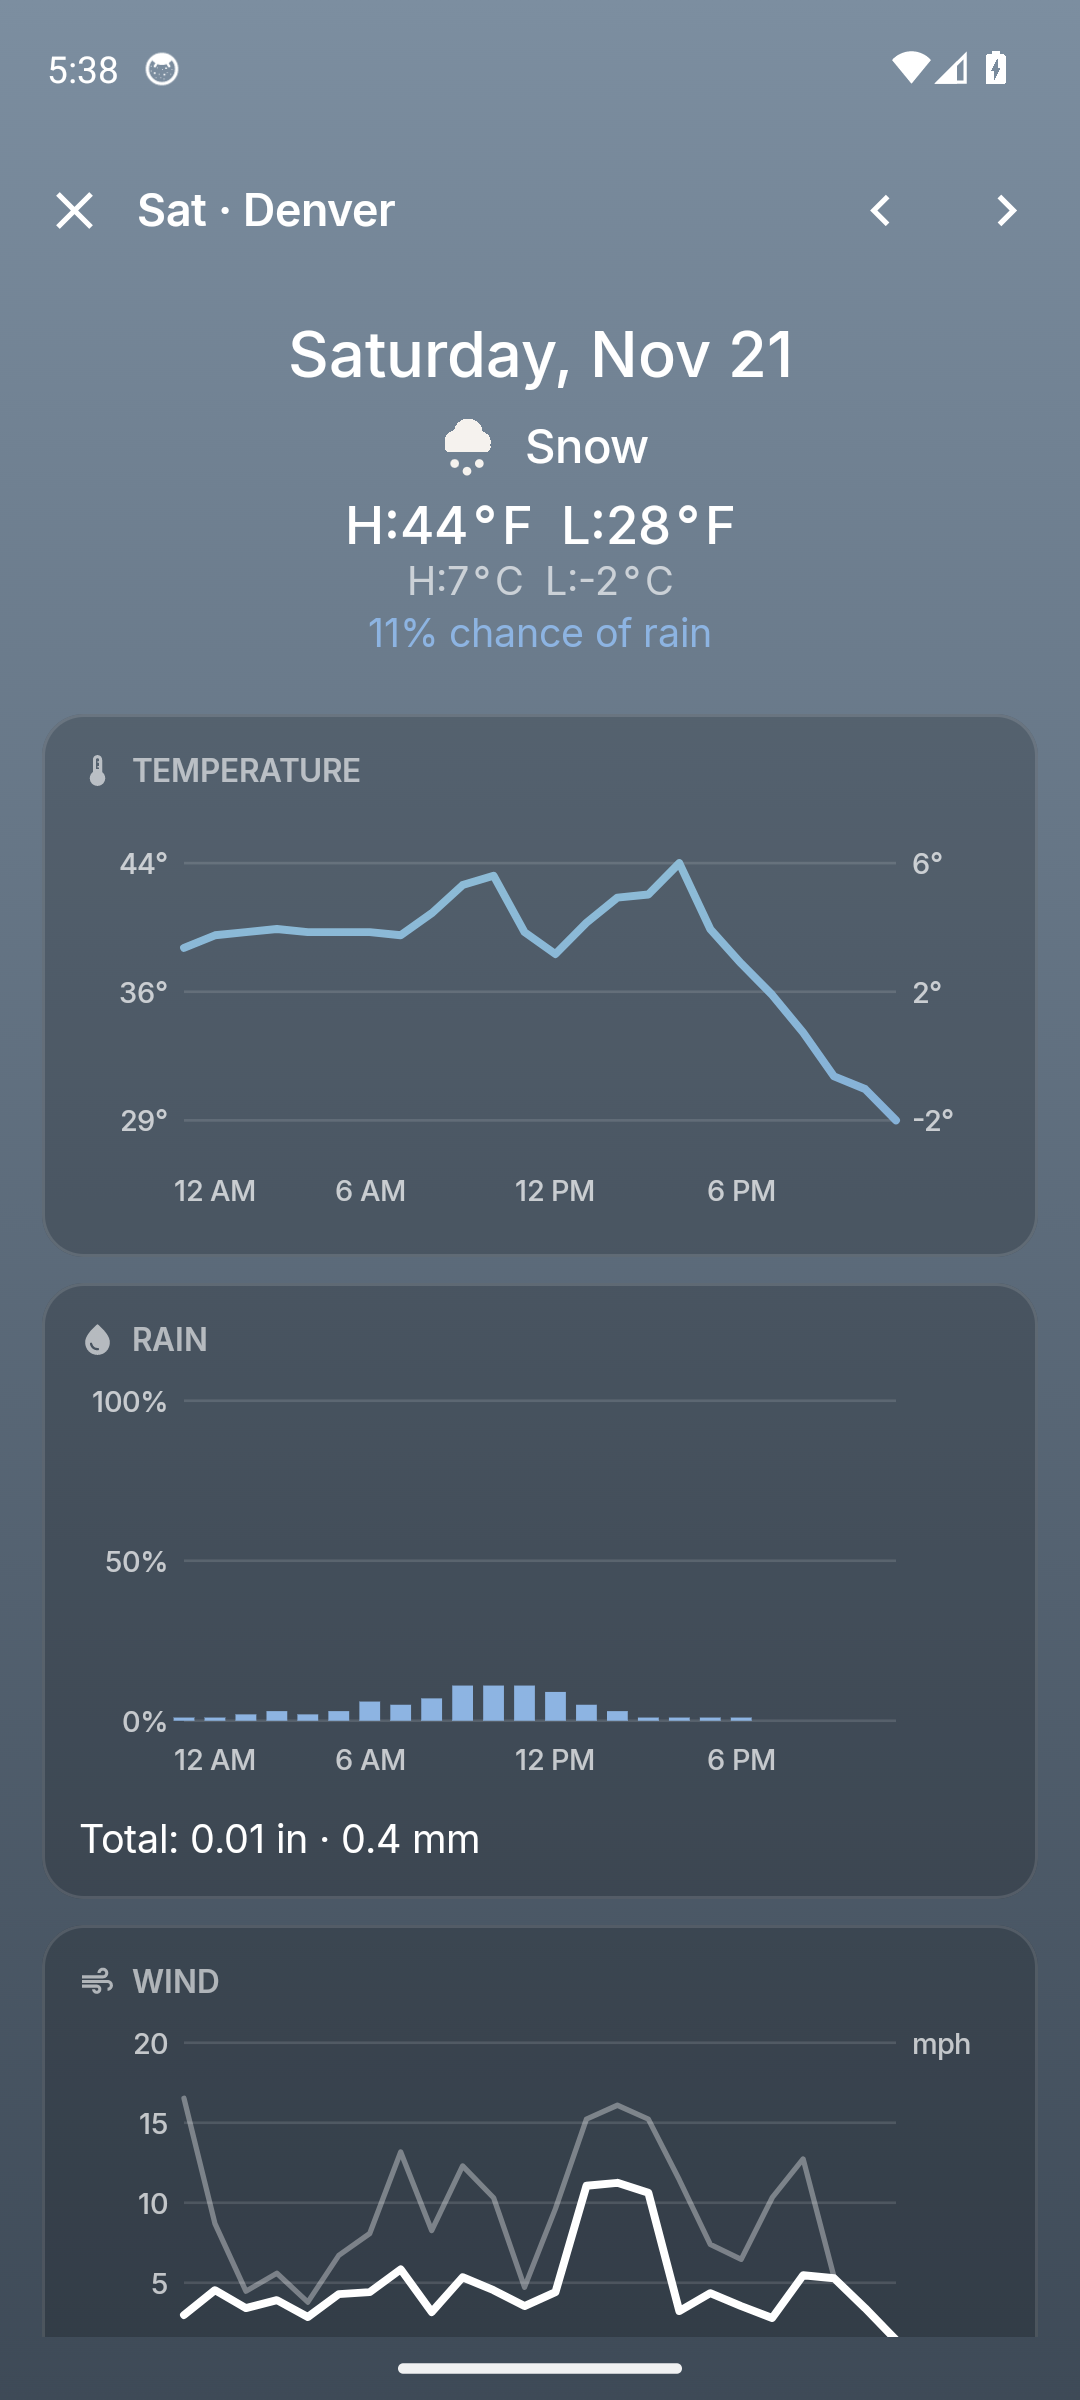 5:38
Sat · Denver
Saturday, Nov 21
Snow
H:44°F L:28°F
H:7°C L:-2°C
11% chance of rain
TEMPERATURE
44° 6°
36° 2°
29° -2°
12 AM 6 AM 12 PM 6 PM
RAIN
100%
50%
0%
12 AM 6 AM 12 PM 6 PM
Total: 0.01 in · 0.4 mm
WIND
20 mph
15
10
5